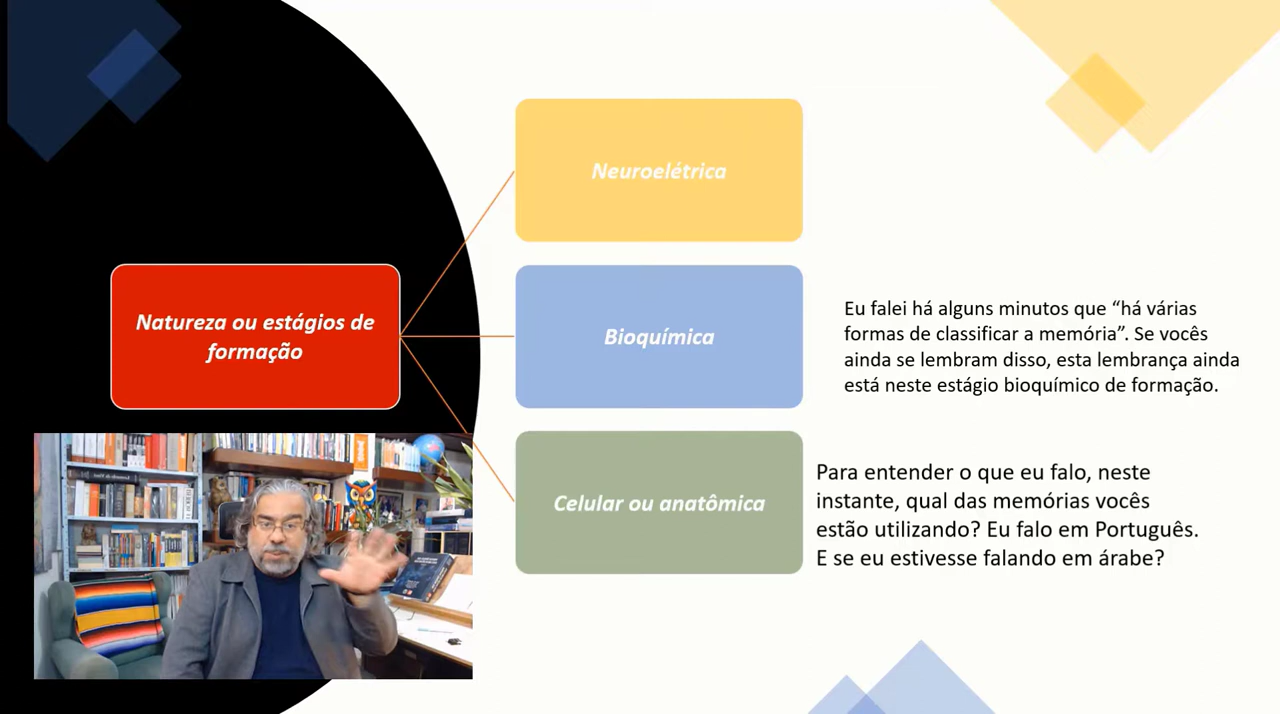 Neuroelétrica
Natureza ou estágios de
formação
Bioquímica
Eu falei há alguns minutos que “há várias
formas de classificar a memória”. Se vocês
ainda se lembram disso, esta lembrança ainda
está neste estágio bioquímico de formação.
Celular ou anatômica
Para entender o que eu falo, neste
instante, qual das memórias vocês
estão utilizando? Eu falo em Português.
E se eu estivesse falando em árabe?